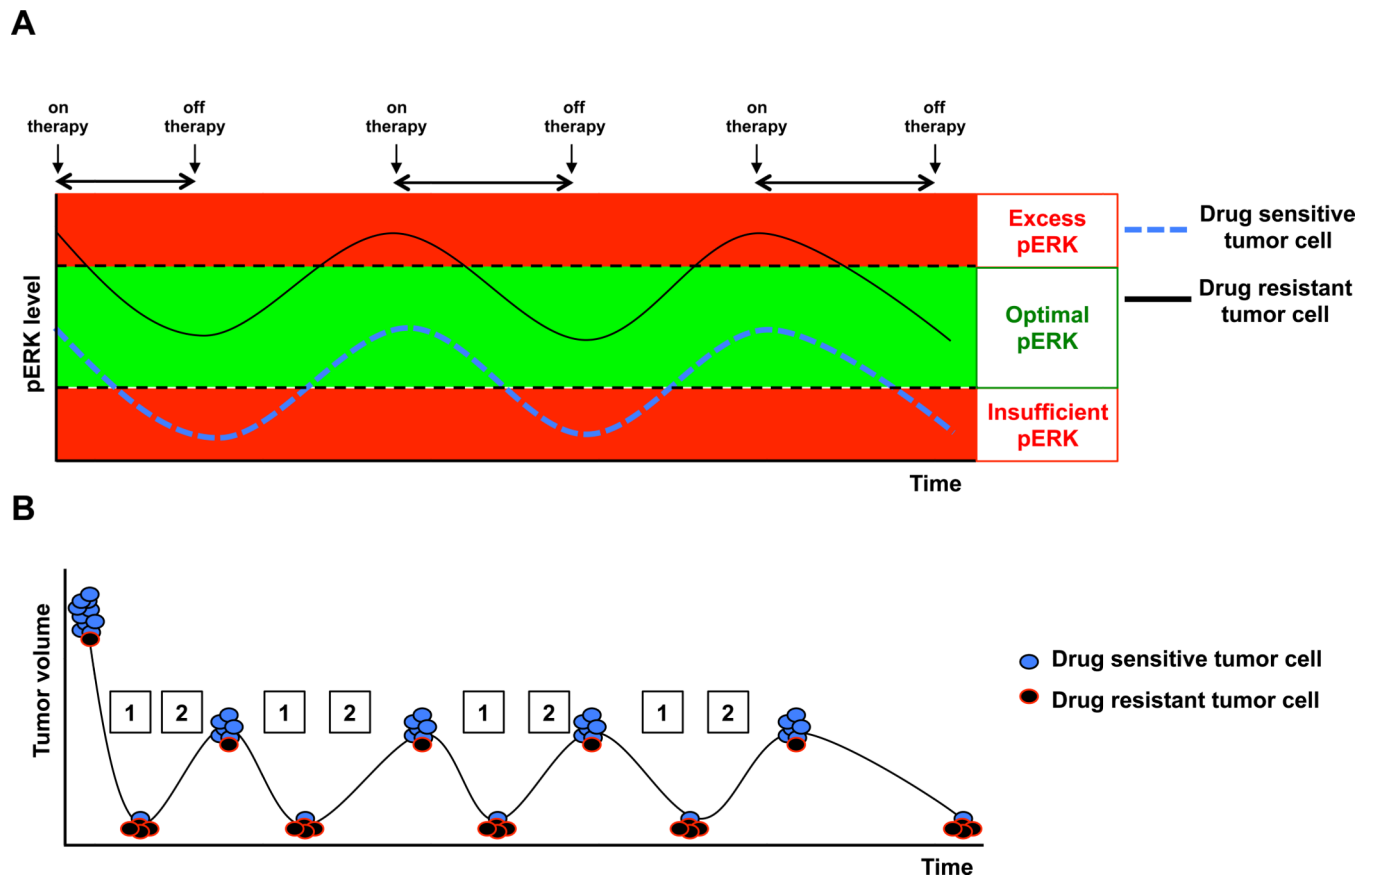 A
on
therapy
off
therapy
on
therapy
off
therapy
on
therapy
off
therapy
pERK level
Excess
pERK
Optimal
pERK
Insufficient
pERK
Drug sensitive
tumor cell
Drug resistant
tumor cell
Time
B
Tumor volume
1
2
1
2
1
2
1
2
Drug sensitive tumor cell
Drug resistant tumor cell
Time